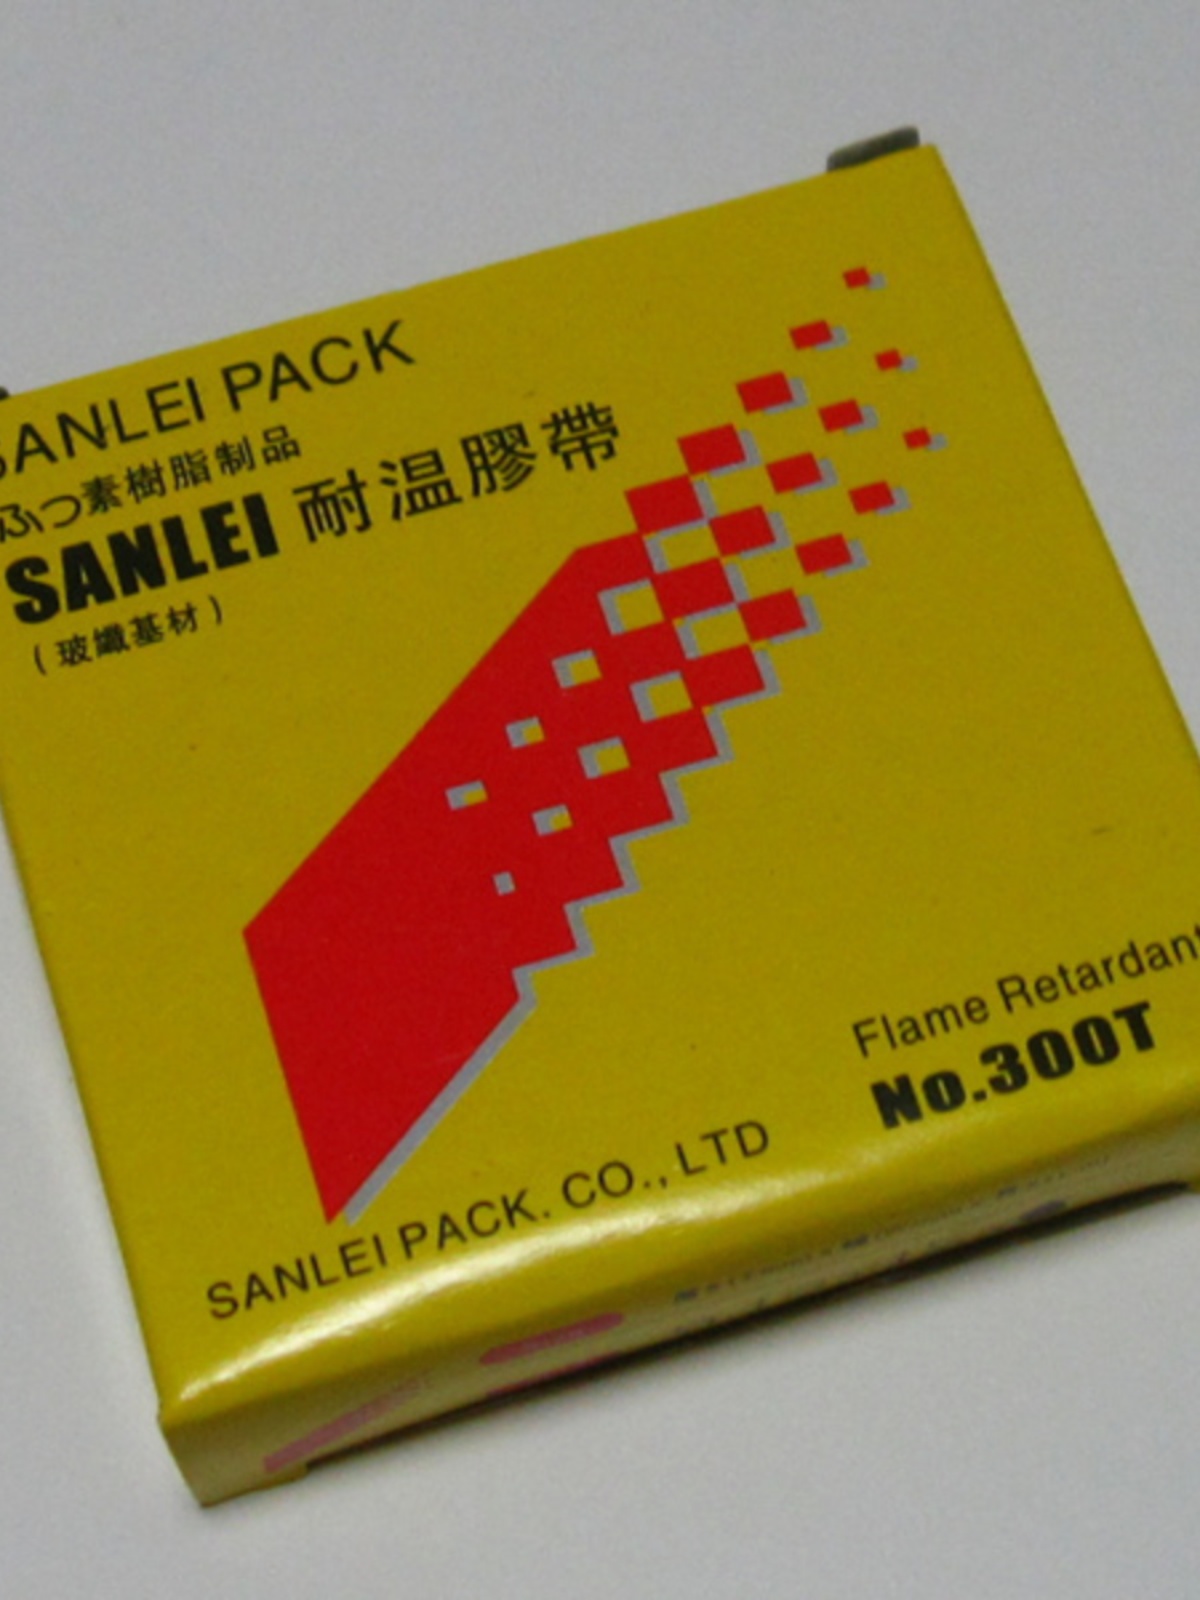 SANLEI PACK
ふつ素樹脂制品
SANLEI 耐温膠帶
(玻纖基材)
Flame Retardant
No.300T
SANLEI PACK. CO., LTD